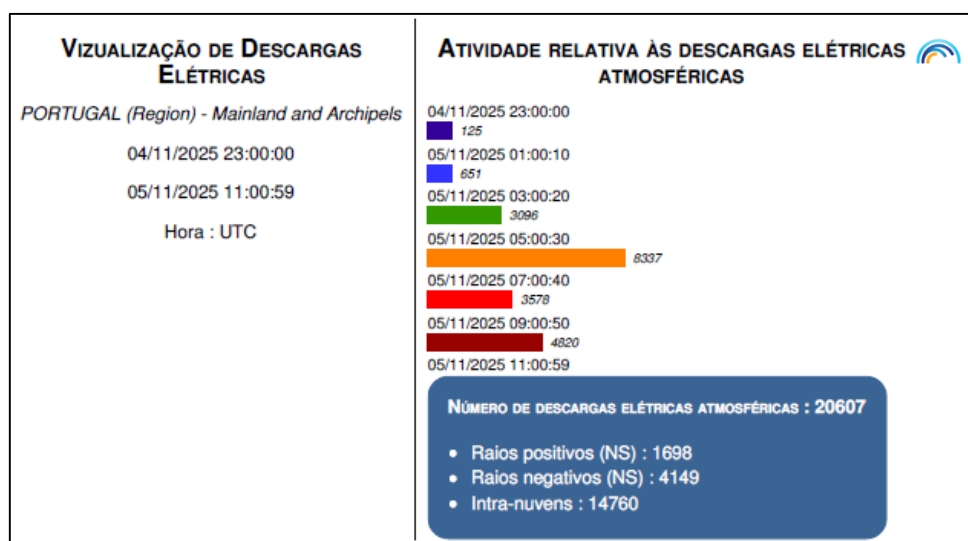 VIZUALIZAÇÃO DE DESCARGAS
ELÉTRICAS
PORTUGAL (Region) - Mainland and Archipels
04/11/2025 23:00:00
05/11/2025 11:00:59
Hora : UTC
ATIVIDADE RELATIVA ÀS DESCARGAS ELÉTRICAS
ATMOSFÉRICAS
04/11/2025 23:00:00
125
05/11/2025 01:00:10
651
05/11/2025 03:00:20
3096
05/11/2025 05:00:30
8337
05/11/2025 07:00:40
3578
05/11/2025 09:00:50
4820
05/11/2025 11:00:59
NÚMERO DE DESCARGAS ELÉTRICAS ATMOSFÉRICAS : 20607
• Raios positivos (NS) : 1698
• Raios negativos (NS) : 4149
• Intra-nuvens : 14760